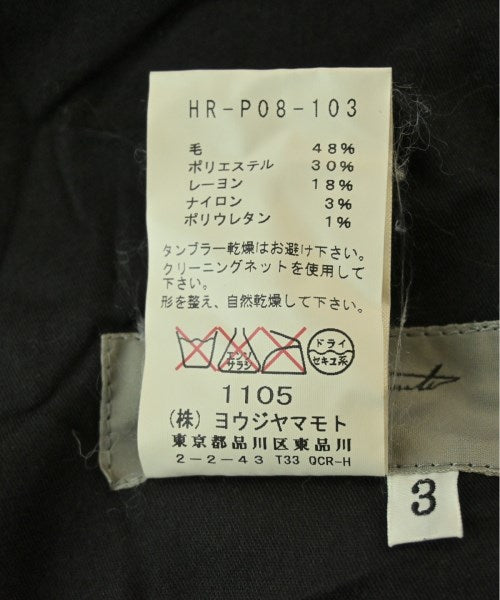 HR-P08-103
毛 48%
ポリエステル 30%
レーヨン 18%
ナイロン 3%
ポリウレタン 1%
タンブラー乾燥はお避け下さい。
クリーニングネットを使用して
下さい。
形を整え、自然乾燥して下さい。
エンソ サラシ ドライ セキユ系
1105
(株) ヨウジヤマモト
東京都品川区東品川
2-2-43 T33 QCR-H
3